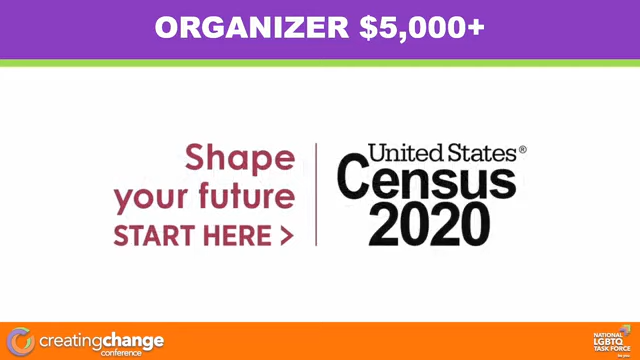 ORGANIZER $5,000+
Shape
your future
START HERE >
United States®
Census
2020
creatingchange
conference
NATIONAL
LGBTQ
TASK FORCE